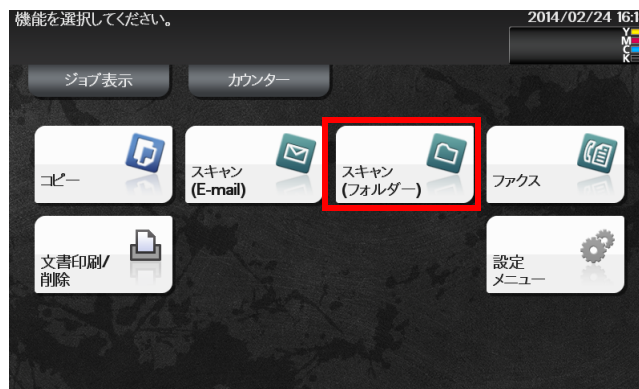 機能を選択してください。
2014/02/24 16:1
Y
M
C
K
ジョブ表示
カウンター
コピー
スキャン
(E-mail)
スキャン
(フォルダー)
ファクス
文書印刷/
削除
設定
メニュー